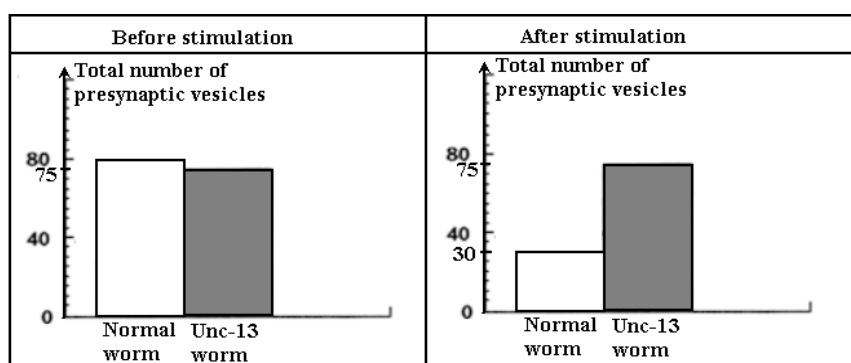 Before stimulation
Total number of
presynaptic vesicles
80
75
40
0
Normal
worm
Unc-13
worm
After stimulation
Total number of
presynaptic vesicles
80
75
40
30
0
Normal
worm
Unc-13
worm